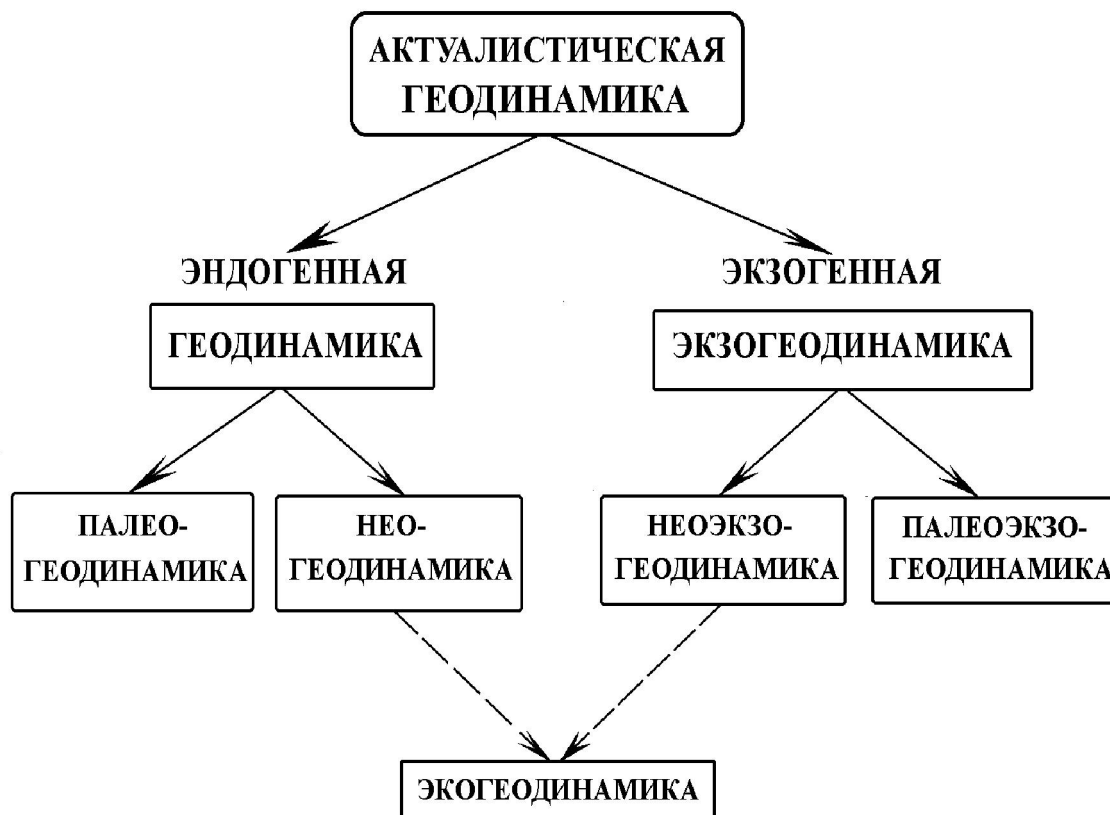 АКТУАЛИСТИЧЕСКАЯ
ГЕОДИНАМИКА
ЭНДОГЕННАЯ
ГЕОДИНАМИКА
ЭКЗОГЕННАЯ
ЭКЗОГЕОДИНАМИКА
ПАЛЕО-
ГЕОДИНАМИКА
НЕО-
ГЕОДИНАМИКА
НЕОЭКЗО-
ГЕОДИНАМИКА
ПАЛЕОЭКЗО-
ГЕОДИНАМИКА
ЭКОГЕОДИНАМИКА